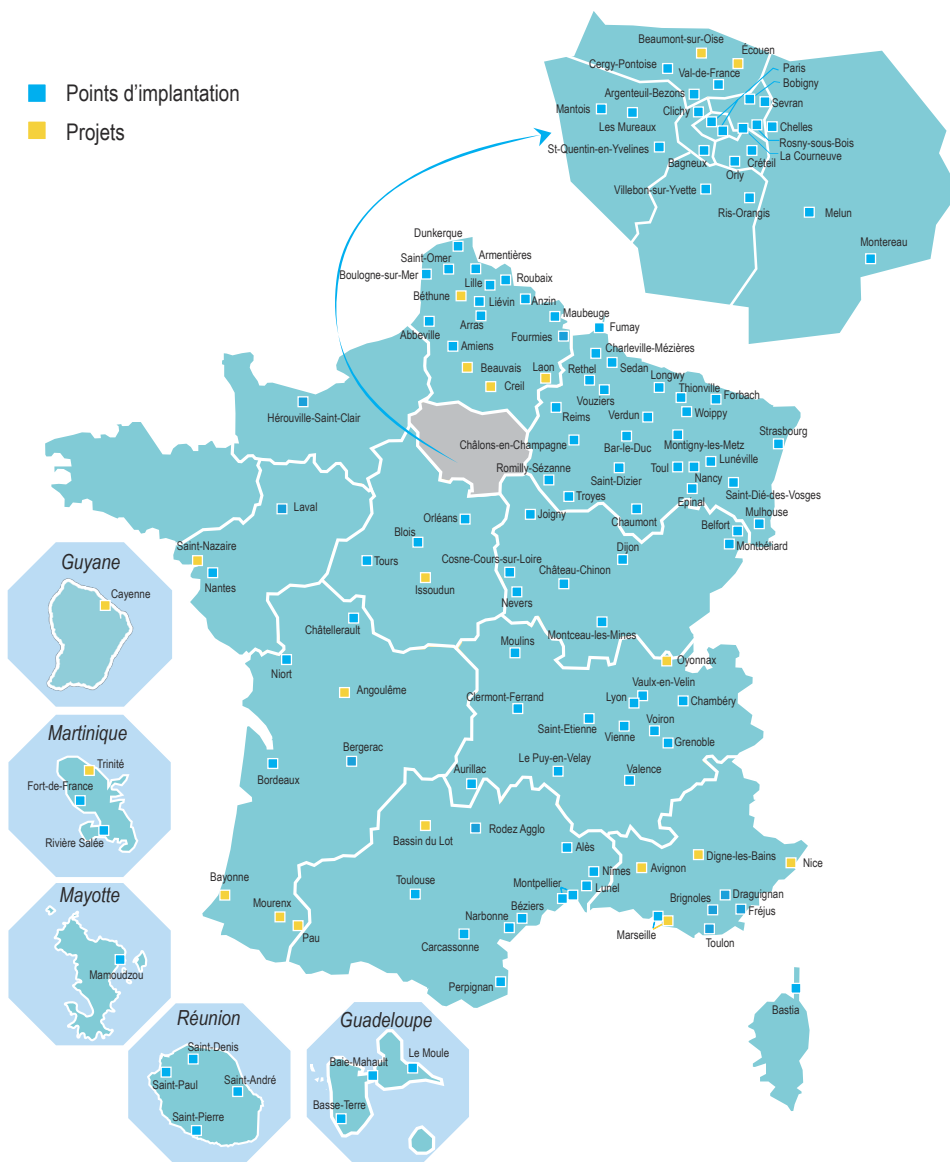 Points d'implantation
Projets
Beaumont-sur-Oise
Écouen
Cergy-Pontoise
Val-de-France
Paris
Bobigny
Argenteuil-Bezons
Sevran
Mantois
Clichy
Les Mureaux
Chelles
Rosny-sous-Bois
La Courneuve
St-Quentin-en-Yvelines
Bagneux
Créteil
Orly
Villebon-sur-Yvette
Ris-Orangis
Melun
Montereau
Dunkerque
Saint-Omer
Armentières
Boulogne-sur-Mer
Lille
Roubaix
Béthune
Liévin
Anzin
Maubeuge
Abbeville
Arras
Fourmies
Fumay
Amiens
Charleville-Mézières
Beauvais
Laon
Rethel
Sedan
Creil
Longwy
Thionville
Forbach
Vouziers
Hérouville-Saint-Clair
Reims
Verdun
Woippy
Strasbourg
Châlons-en-Champagne
Bar-le-Duc
Montigny-les-Metz
Lunéville
Romilly-Sézanne
Saint-Dizier
Toul
Nancy
Saint-Dié-des-Vosges
Troyes
Epinal
Laval
Orléans
Joigny
Chaumont
Mulhouse
Belfort
Blois
Montbéliard
Saint-Nazaire
Tours
Cosne-Cours-sur-Loire
Dijon
Château-Chinon
Nantes
Issoudun
Nevers
Guyane
Cayenne
Châtellerault
Montceau-les-Mines
Moulins
Niort
Oyonnax
Angoulême
Vaulx-en-Velin
Clermont-Ferrand
Lyon
Chambéry
Saint-Etienne
Vienne
Voiron
Grenoble
Martinique
Trinité
Fort-de-France
Rivière Salée
Bergerac
Bordeaux
Aurillac
Le Puy-en-Velay
Valence
Bassin du Lot
Rodez Agglo
Alès
Digne-les-Bains
Avignon
Nice
Bayonne
Toulouse
Nîmes
Montpellier
Lunel
Mourenx
Béziers
Brignoles
Draguignan
Fréjus
Narbonne
Pau
Carcassonne
Marseille
Toulon
Perpignan
Mayotte
Mamoudzou
Bastia
Réunion
Saint-Denis
Saint-Paul
Saint-André
Saint-Pierre
Guadeloupe
Baie-Mahault
Le Moule
Basse-Terre